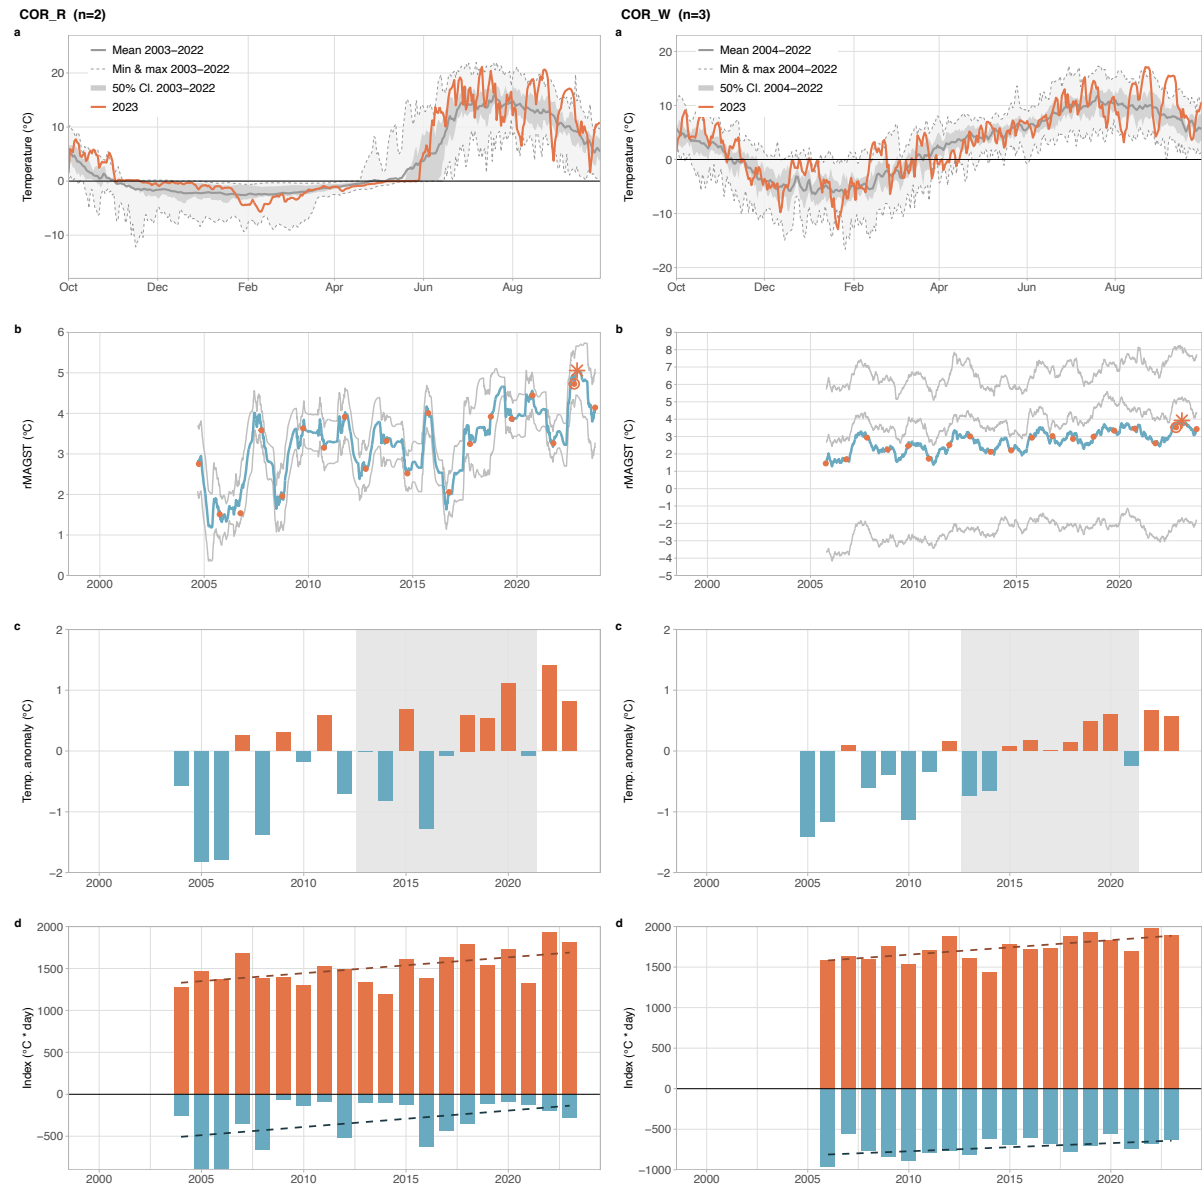 COR_R (n=2)
a
Mean 2003−2022
Min & max 2003−2022
50% CI. 2003−2022
2023
Temperature (°C)
20
10
0
−10
Oct Dec Feb Apr Jun Aug
b
rMAGST (°C)
6
5
4
3
2
1
0
2000 2005 2010 2015 2020
c
Temp. anomaly (°C)
2
1
0
−1
−2
2000 2005 2010 2015 2020
d
Index (°C * day)
2000
1500
1000
500
0
−500
2000 2005 2010 2015 2020
COR_W (n=3)
a
Mean 2004−2022
Min & max 2004−2022
50% CI. 2004−2022
2023
Temperature (°C)
20
10
0
−10
−20
Oct Dec Feb Apr Jun Aug
b
rMAGST (°C)
9
8
7
6
5
4
3
2
1
0
−1
−2
−3
−4
−5
2000 2005 2010 2015 2020
c
Temp. anomaly (°C)
2
1
0
−1
−2
2000 2005 2010 2015 2020
d
Index (°C * day)
2000
1500
1000
500
0
−500
−1000
2000 2005 2010 2015 2020